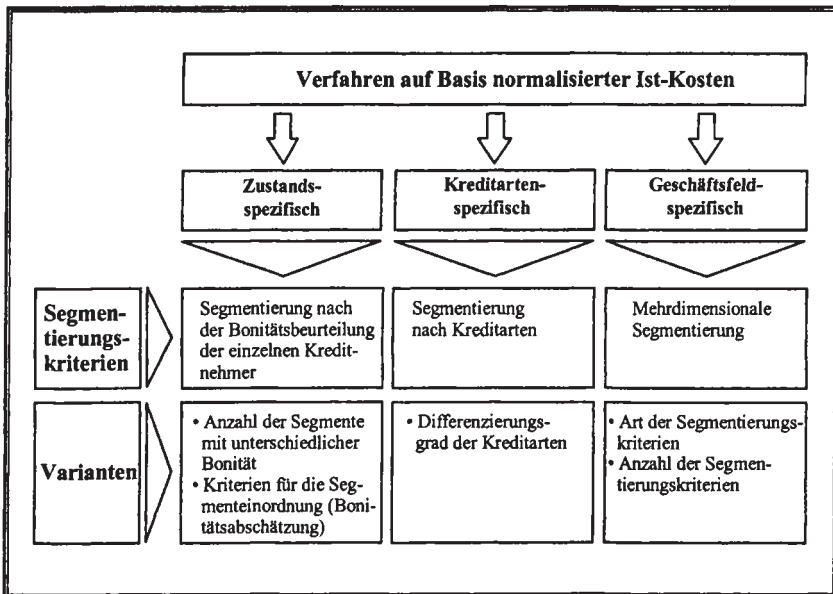 Verfahren auf Basis normalisierter Ist-Kosten
Zustands-
spezifisch
Kreditarten-
spezifisch
Geschäftsfeld-
spezifisch
Segmen-
tierungs-
kriterien
Segmentierung nach
der Bonitätsbeurteilung
der einzelnen Kredit-
nehmer
Segmentierung
nach Kreditarten
Mehrdimensionale
Segmentierung
Varianten
• Anzahl der Segmente
mit unterschiedlicher
Bonität
• Kriterien für die Seg-
menteinordnung (Boni-
tätsabschätzung)
• Differenzierungs-
grad der Kreditarten
• Art der Segmentierungs-
kriterien
• Anzahl der Segmen-
tierungskriterien